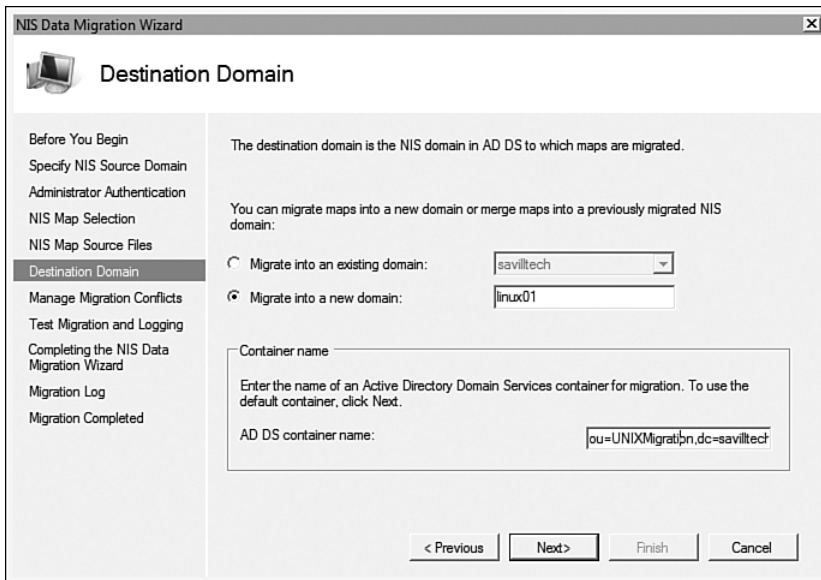 NIS Data Migration Wizard
Destination Domain
Before You Begin
Specify NIS Source Domain
Administrator Authentication
NIS Map Selection
NIS Map Source Files
Destination Domain
Manage Migration Conflicts
Test Migration and Logging
Completing the NIS Data
Migration Wizard
Migration Log
Migration Completed
The destination domain is the NIS domain in AD DS to which maps are migrated.
You can migrate maps into a new domain or merge maps into a previously migrated NIS
domain:
Migrate into an existing domain: savilltech
Migrate into a new domain: linux01
Container name
Enter the name of an Active Directory Domain Services container for migration. To use the
default container, click Next.
AD DS container name: ou=UNIXMigration,dc=savilltech
< Previous Next> Finish Cancel